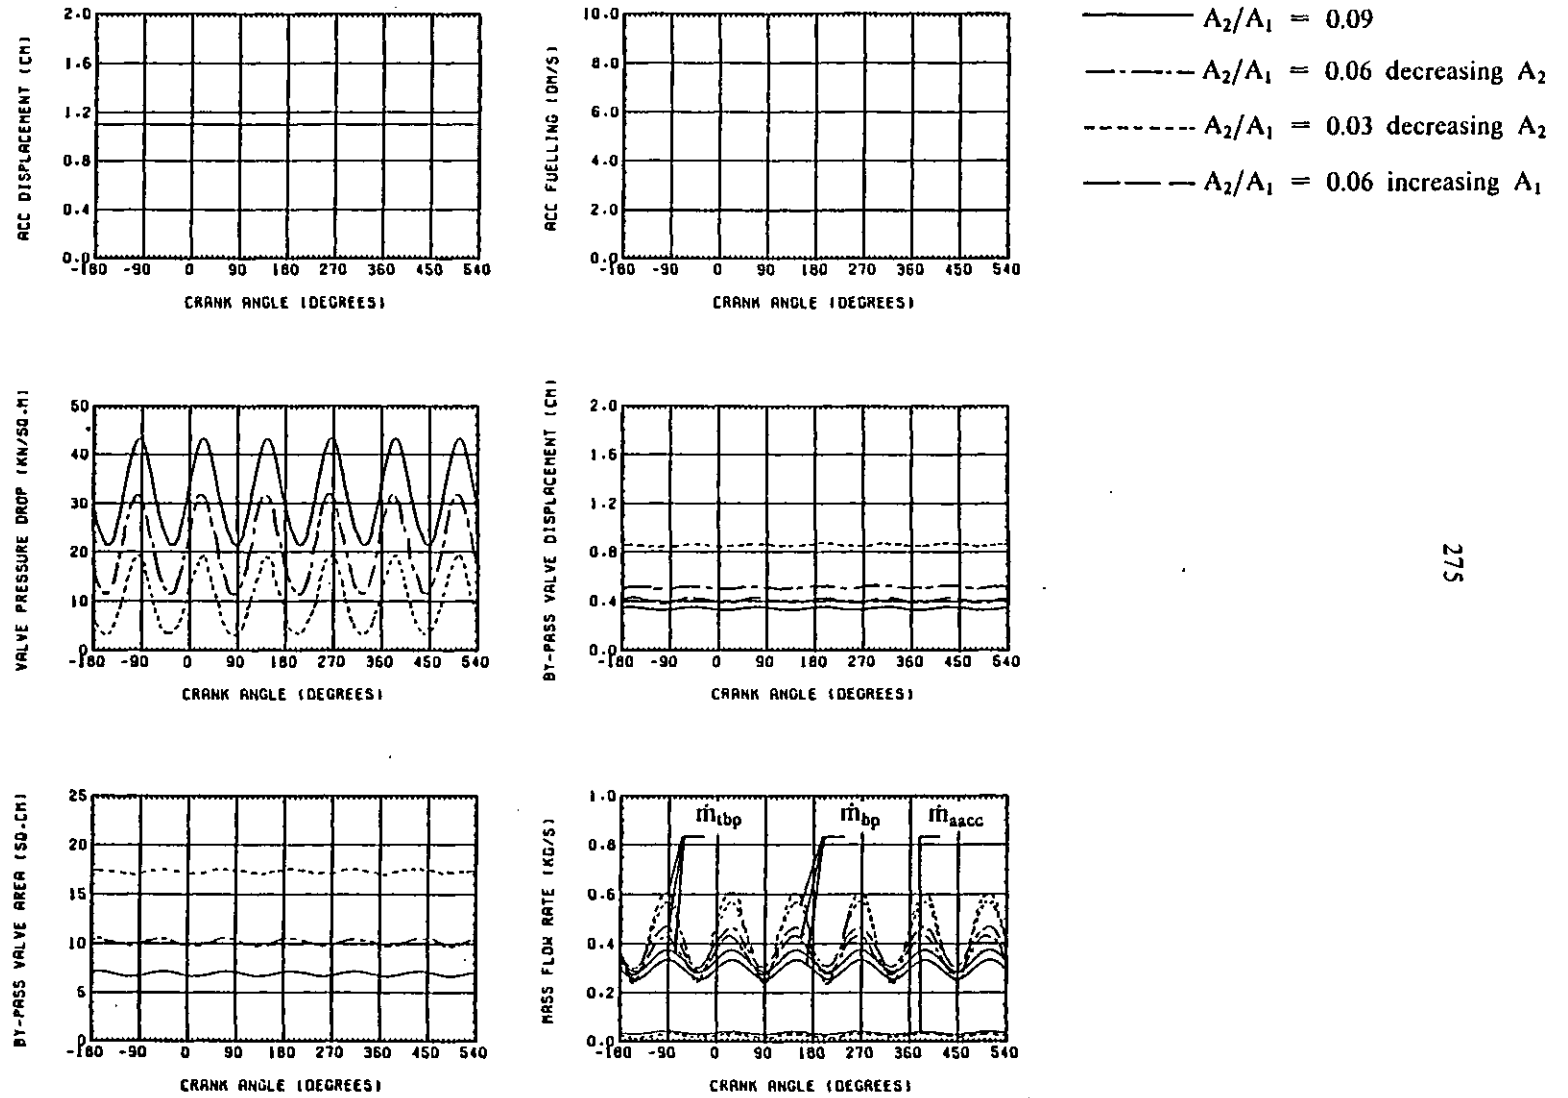 A₂/A₁ = 0.09
A₂/A₁ = 0.06 decreasing A₂
A₂/A₁ = 0.03 decreasing A₂
A₂/A₁ = 0.06 increasing A₁
ACC DISPLACEMENT (CM)
2.0
1.6
1.2
0.8
0.4
0.0
-180 -90 0 90 180 270 360 450 540
CRANK ANGLE (DEGREES)
ACC FUELLING (GM/S)
10.0
8.0
6.0
4.0
2.0
0.0
-180 -90 0 90 180 270 360 450 540
CRANK ANGLE (DEGREES)
VALVE PRESSURE DROP (KN/SQ.M)
50
40
30
20
10
0
-180 -90 0 90 180 270 360 450 540
CRANK ANGLE (DEGREES)
BY-PASS VALVE DISPLACEMENT (CM)
2.0
1.6
1.2
0.8
0.4
0.0
-180 -90 0 90 180 270 360 450 540
CRANK ANGLE (DEGREES)
275
BY-PASS VALVE AREA (SQ.CM)
25
20
15
10
5
0
-180 -90 0 90 180 270 360 450 540
CRANK ANGLE (DEGREES)
MASS FLOW RATE (KG/S)
1.0
0.8
0.6
0.4
0.2
0.0
ṁtbp ṁbp ṁaacc
-180 -90 0 90 180 270 360 450 540
CRANK ANGLE (DEGREES)